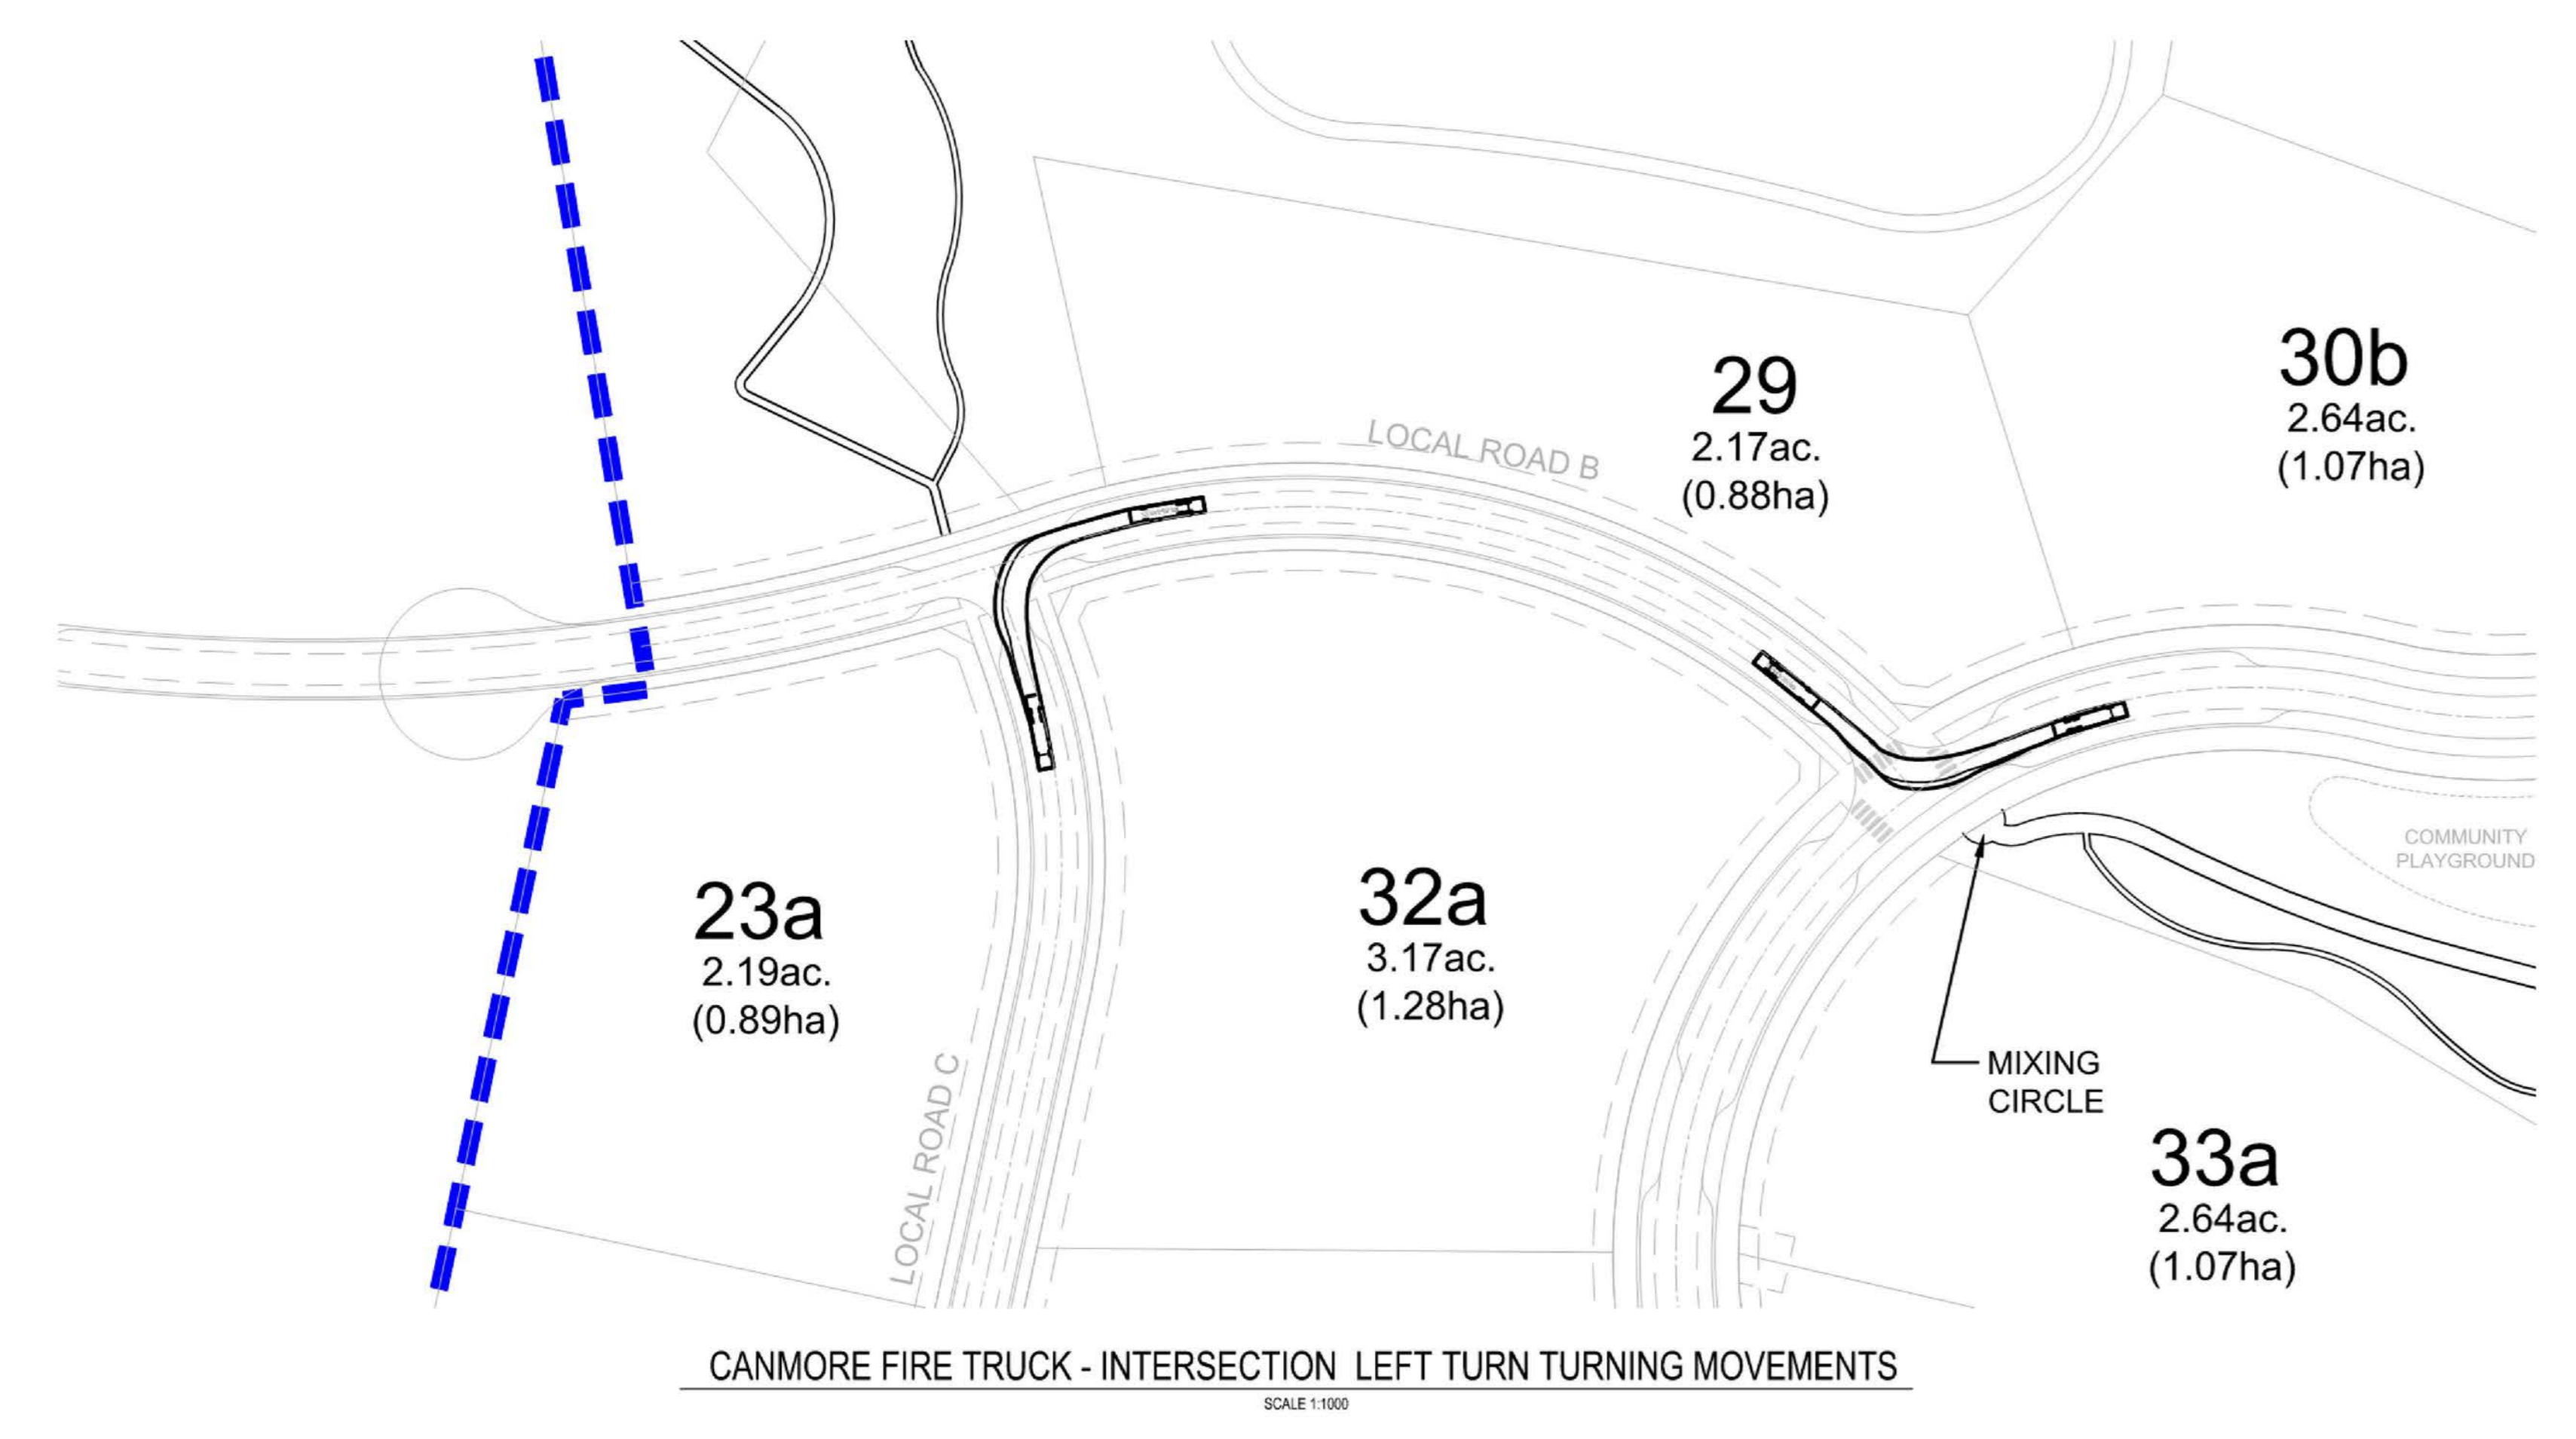 LOCAL ROAD B
29
2.17ac.
(0.88ha)
30b
2.64ac.
(1.07ha)
23a
2.19ac.
(0.89ha)
32a
3.17ac.
(1.28ha)
COMMUNITY
PLAYGROUND
LOCAL ROAD C
MIXING
CIRCLE
33a
2.64ac.
(1.07ha)
CANMORE FIRE TRUCK - INTERSECTION LEFT TURN TURNING MOVEMENTS
SCALE 1:1000